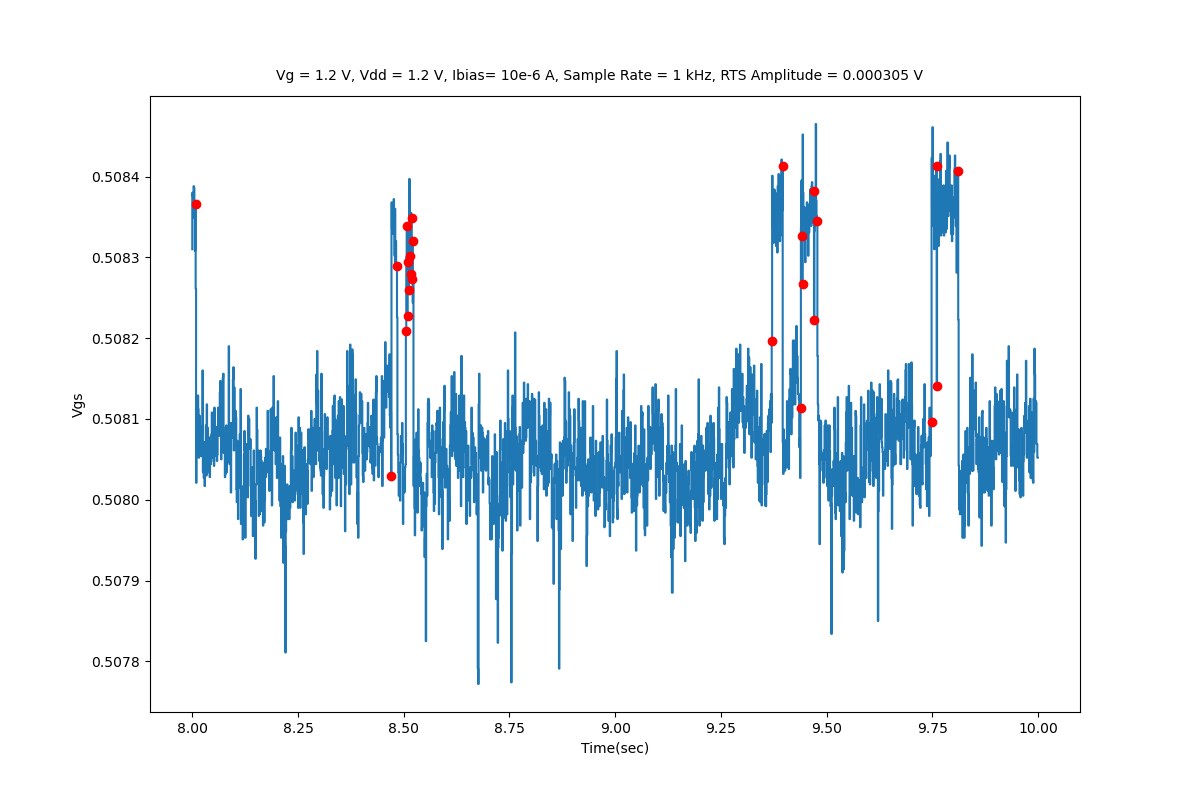 Vg = 1.2 V, Vdd = 1.2 V, Ibias= 10e-6 A, Sample Rate = 1 kHz, RTS Amplitude = 0.000305 V
0.5084
0.5083
0.5082
0.5081
0.5080
0.5079
0.5078
Vgs
8.00 8.25 8.50 8.75 9.00 9.25 9.50 9.75 10.00
Time(sec)